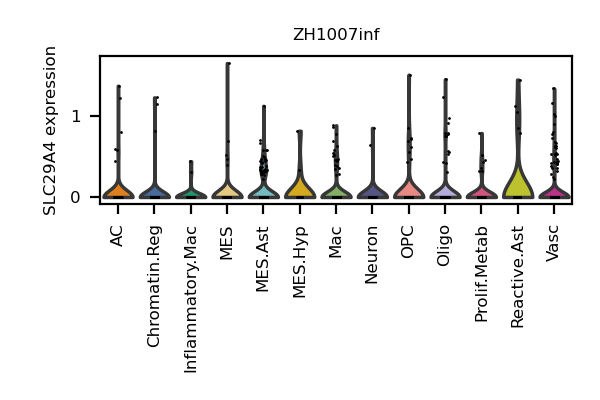 ZH1007inf
SLC29A4 expression
1
0
AC
Chromatin.Reg
Inflammatory.Mac
MES
MES.Ast
MES.Hyp
Mac
Neuron
OPC
Oligo
Prolif.Metab
Reactive.Ast
Vasc